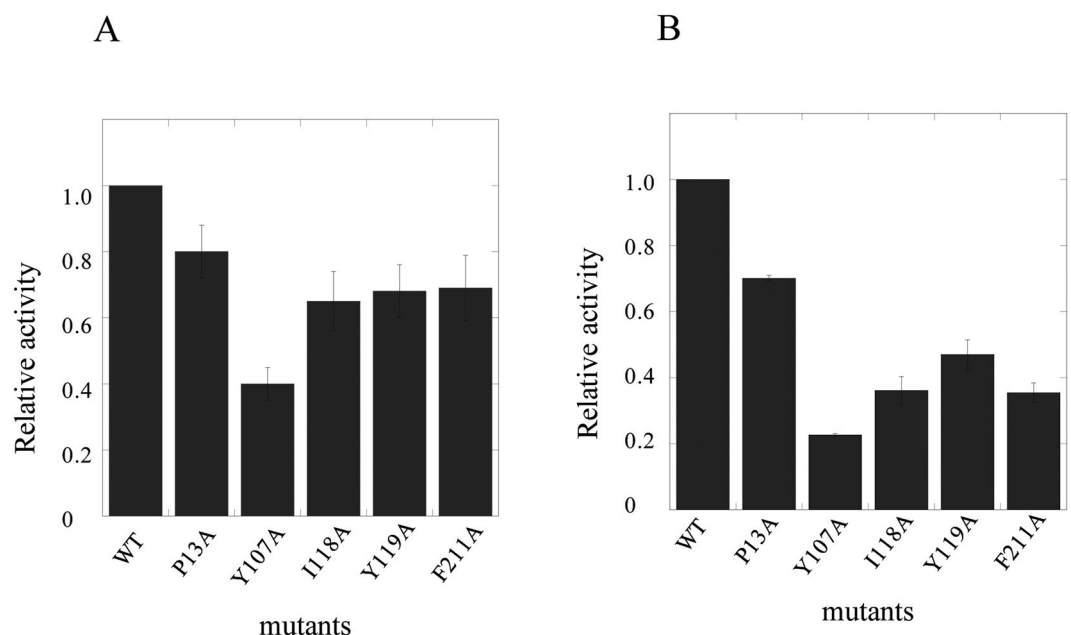 A
1.0
0.8
0.6
0.4
0.2
0
Relative activity
WT
P13A
Y107A
I118A
Y119A
F211A
mutants
B
1.0
0.8
0.6
0.4
0.2
0
Relative activity
WT
P13A
Y107A
I118A
Y119A
F211A
mutants